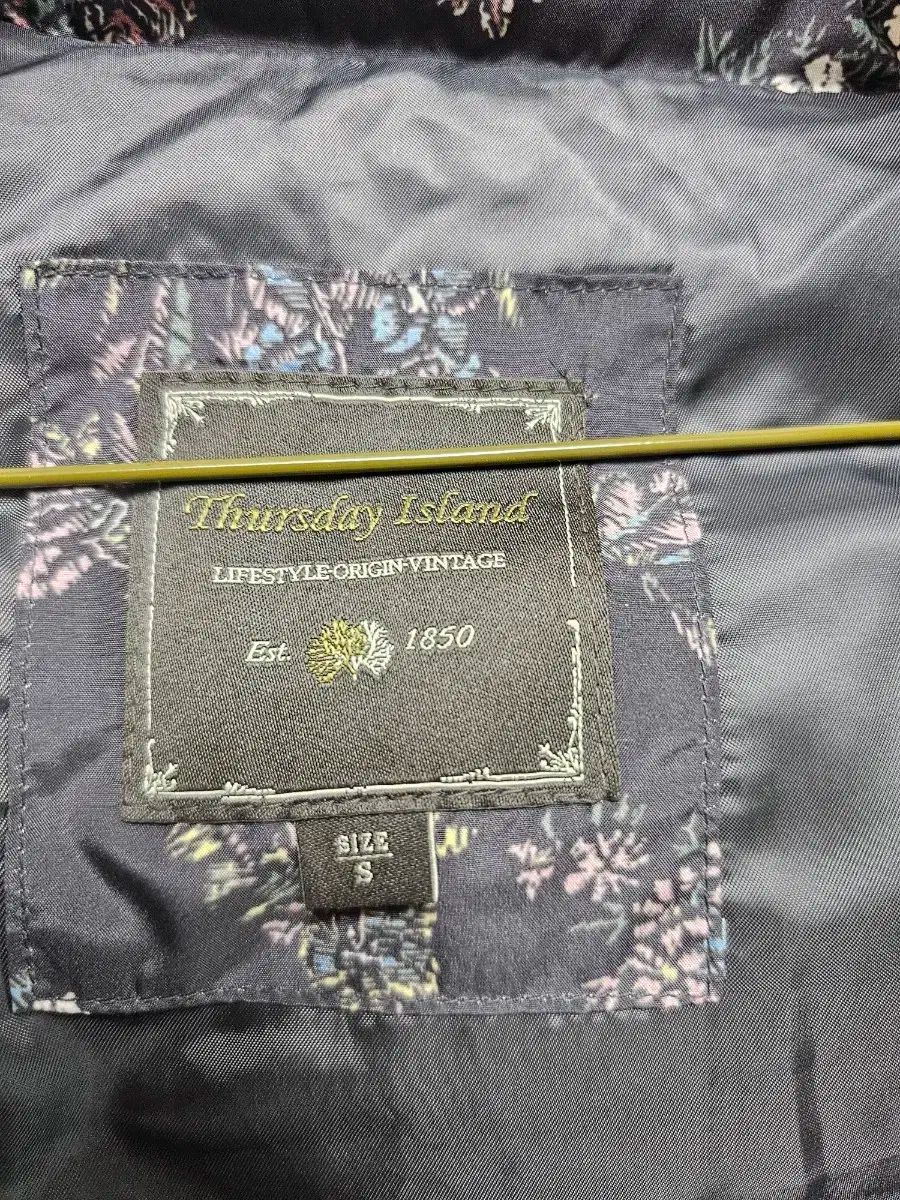 Thursday Island
LIFESTYLE·ORIGIN·VINTAGE
Est. 1850
SIZE
S